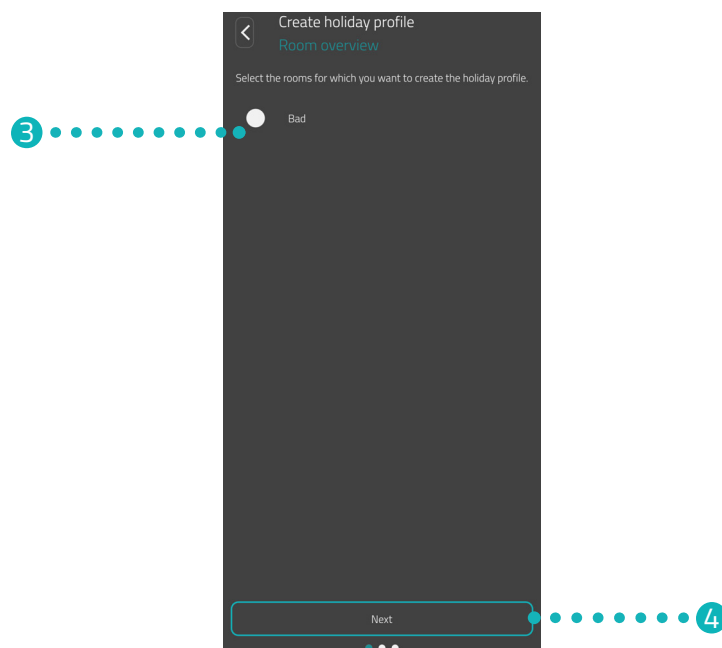 Create holiday profile
Room overview
Select the rooms for which you want to create the holiday profile.
3
Bad
Next
4